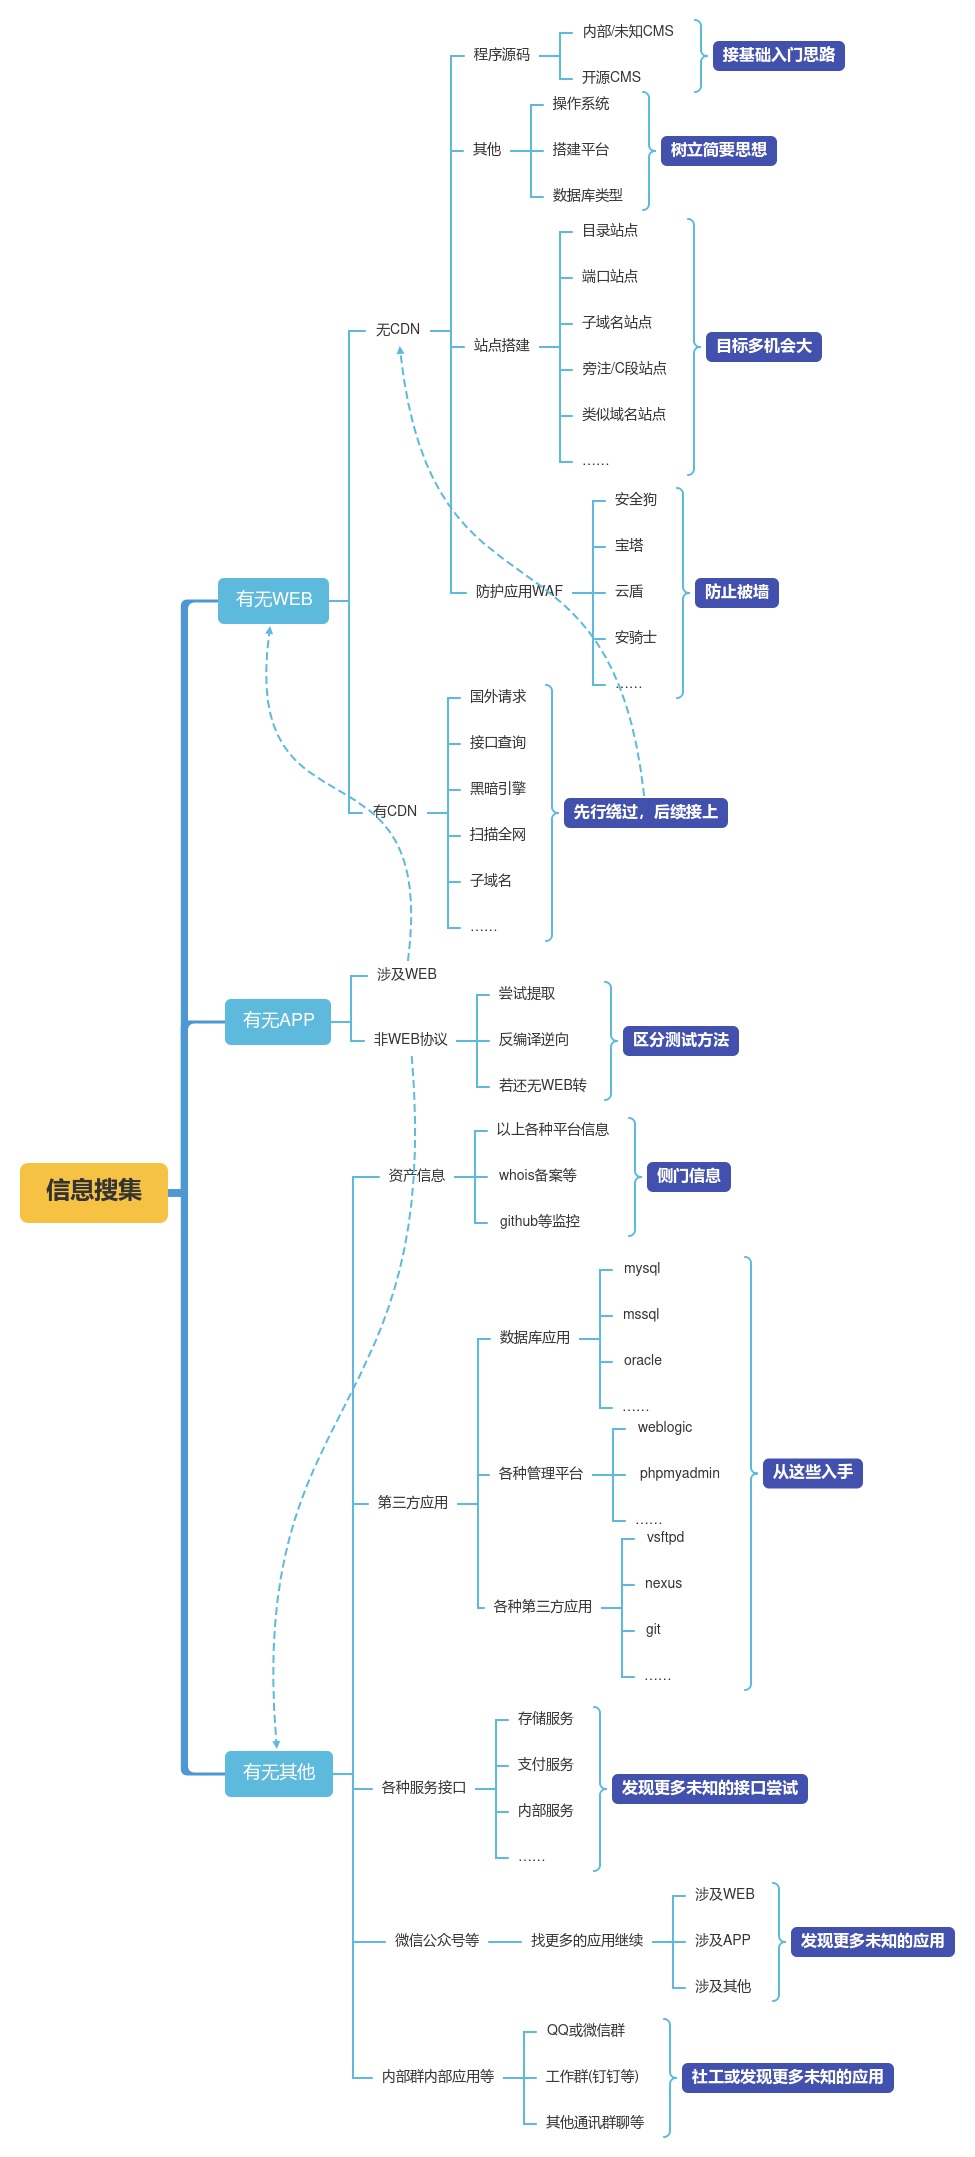 信息搜集
有无WEB
无CDN
程序源码
内部/未知CMS
开源CMS
接基础入门思路
其他
操作系统
搭建平台
数据库类型
树立简要思想
站点搭建
目录站点
端口站点
子域名站点
旁注/C段站点
类似域名站点
......
目标多机会大
防护应用WAF
安全狗
宝塔
云盾
安骑士
......
防止被墙
有CDN
国外请求
接口查询
黑暗引擎
扫描全网
子域名
......
先行绕过，后续接上
有无APP
涉及WEB
非WEB协议
尝试提取
反编译逆向
若还无WEB转
区分测试方法
有无其他
资产信息
以上各种平台信息
whois备案等
github等监控
侧门信息
第三方应用
数据库应用
mysql
mssql
oracle
......
各种管理平台
weblogic
phpmyadmin
......
各种第三方应用
vsftpd
nexus
git
......
从这些入手
各种服务接口
存储服务
支付服务
内部服务
......
发现更多未知的接口尝试
微信公众号等
找更多的应用继续
涉及WEB
涉及APP
涉及其他
发现更多未知的应用
内部群内部应用等
QQ或微信群
工作群(钉钉等)
其他通讯群聊等
社工或发现更多未知的应用